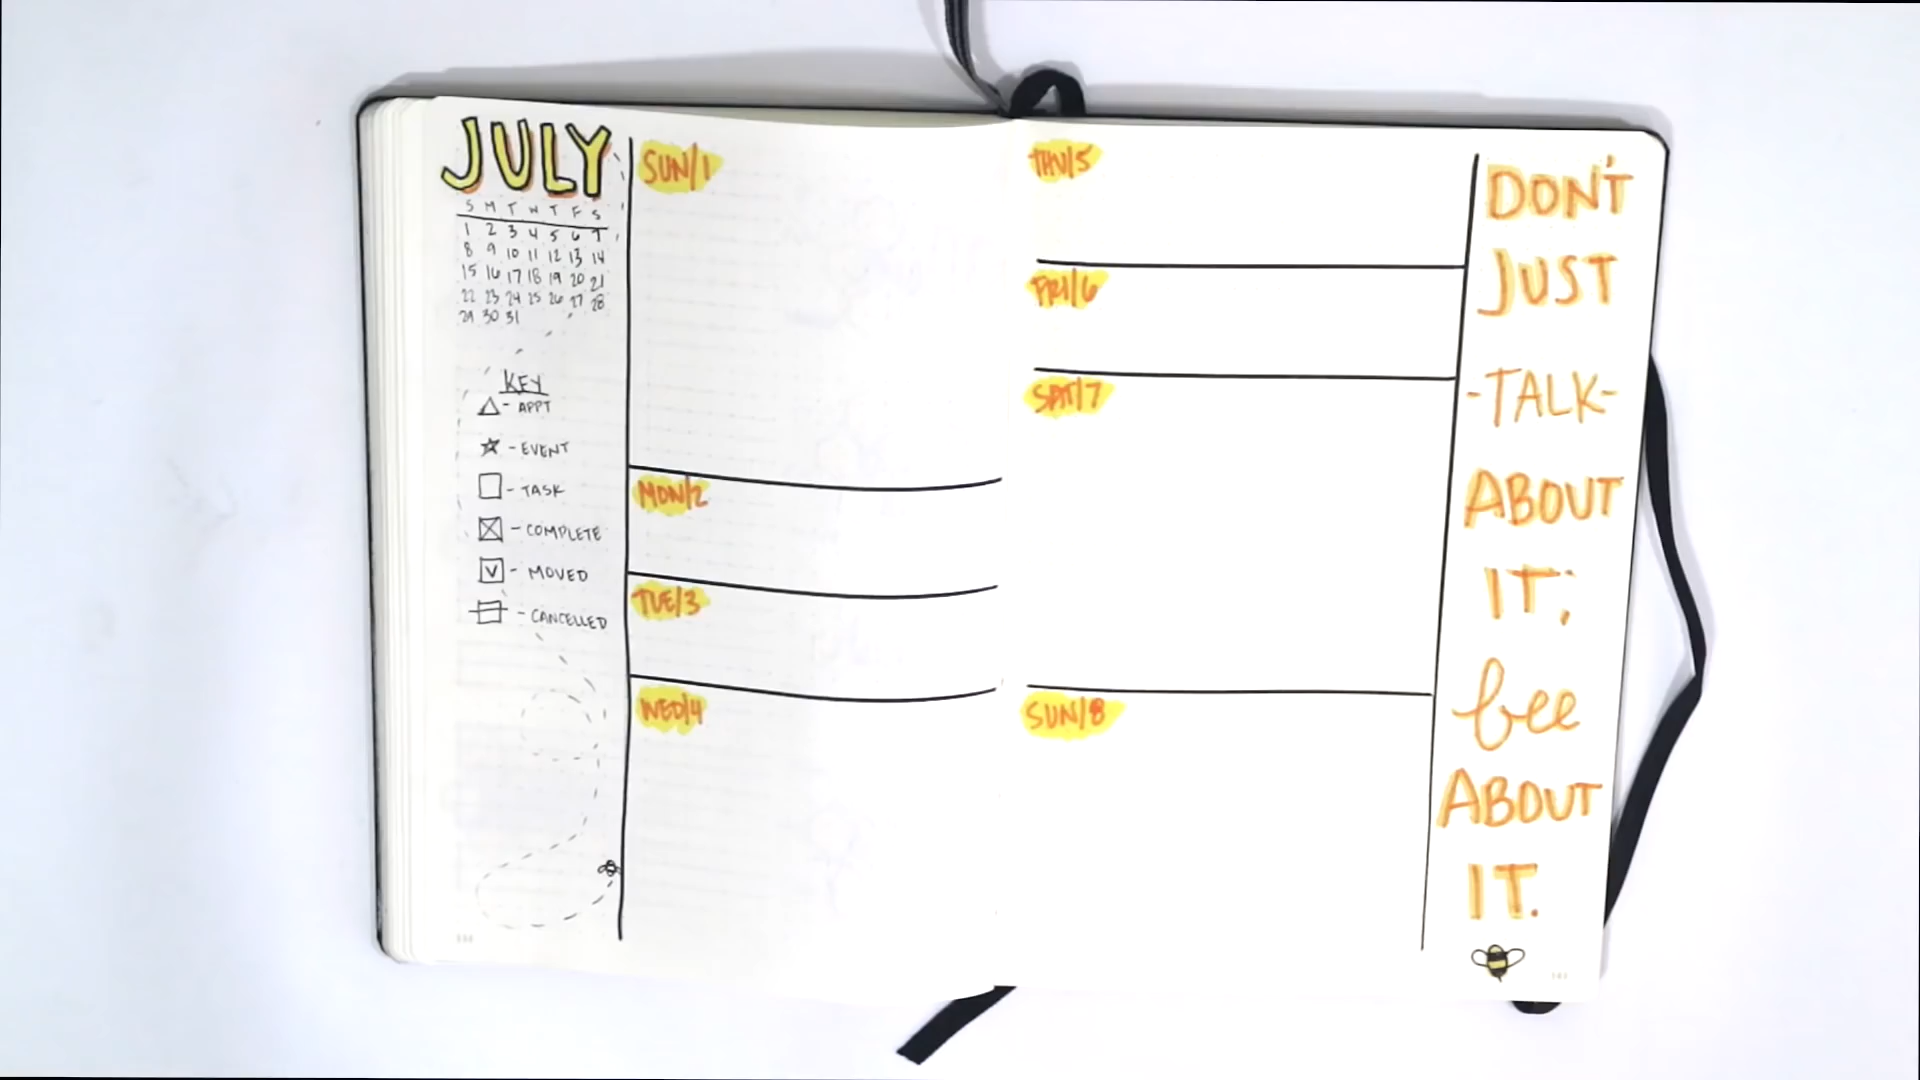 JULY
S M T W T F S
1 2 3 4 5 6 7
8 9 10 11 12 13 14
15 16 17 18 19 20 21
22 23 24 25 26 27 28
29 30 31
KEY
- APPT
- EVENT
- TASK
- COMPLETE
V - MOVED
- CANCELLED
SUN/1
MON/2
TUE/3
WED/4
THU/5
FRI/6
SAT/7
SUN/8
DON'T
JUST
-TALK-
ABOUT
IT;
bee
ABOUT
IT.